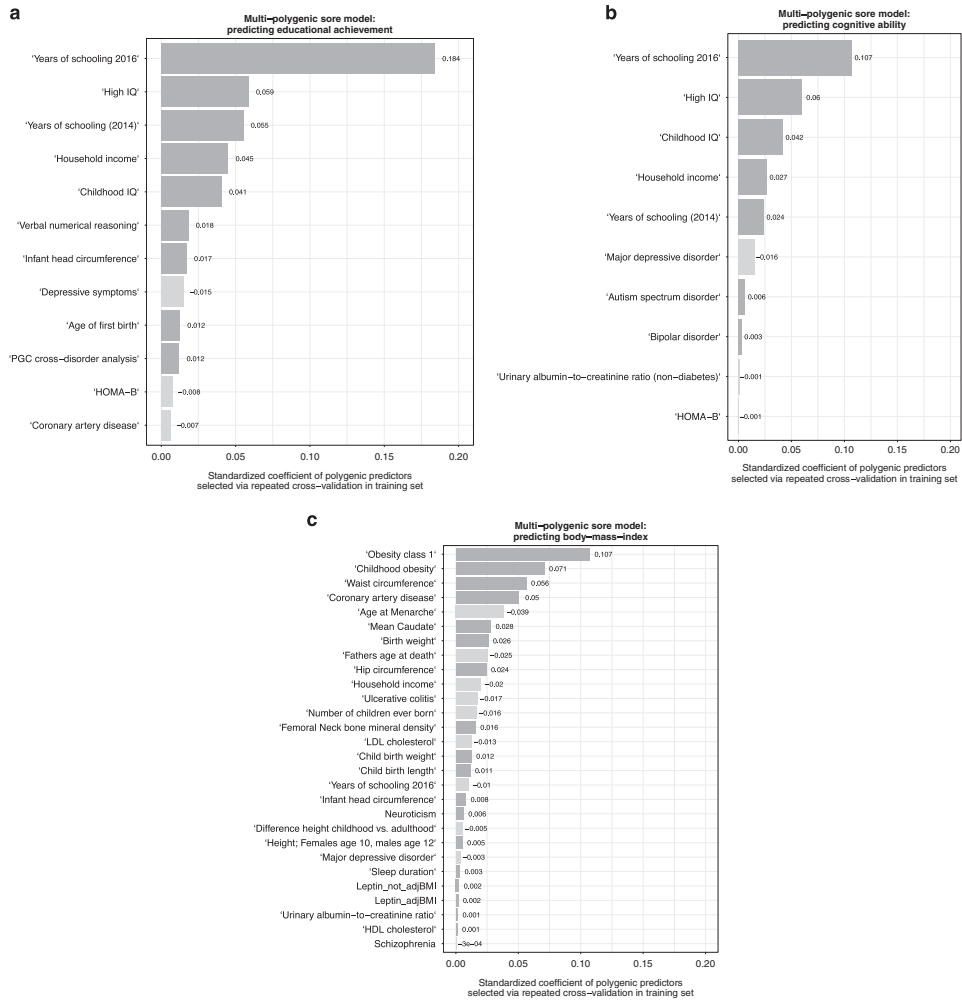 a
Multi−polygenic sore model:
predicting educational achievement
‘Years of schooling 2016‘ 0.184
‘High IQ‘ 0.059
‘Years of schooling (2014)‘ 0.055
‘Household income‘ 0.045
‘Childhood IQ‘ 0.041
‘Verbal numerical reasoning‘ 0.018
‘Infant head circumference‘ 0.017
‘Depressive symptoms‘ −0.015
‘Age of first birth‘ 0.012
‘PGC cross−disorder analysis‘ 0.012
‘HOMA−B‘ −0.008
‘Coronary artery disease‘ −0.007
0.00 0.05 0.10 0.15 0.20
Standardized coefficient of polygenic predictors
selected via repeated cross−validation in training set
b
Multi−polygenic sore model:
predicting cognitive ability
‘Years of schooling 2016‘ 0.107
‘High IQ‘ 0.06
‘Childhood IQ‘ 0.042
‘Household income‘ 0.027
‘Years of schooling (2014)‘ 0.024
‘Major depressive disorder‘ −0.016
‘Autism spectrum disorder‘ 0.006
‘Bipolar disorder‘ 0.003
‘Urinary albumin−to−creatinine ratio (non−diabetes)‘ −0.001
‘HOMA−B‘ −0.001
0.00 0.05 0.10 0.15 0.20
Standardized coefficient of polygenic predictors
selected via repeated cross−validation in training set
c
Multi−polygenic sore model:
predicting body−mass−index
‘Obesity class 1‘ 0.107
‘Childhood obesity‘ 0.071
‘Waist circumference‘ 0.056
‘Coronary artery disease‘ 0.05
‘Age at Menarche‘ −0.039
‘Mean Caudate‘ 0.028
‘Birth weight‘ 0.026
‘Fathers age at death‘ −0.025
‘Hip circumference‘ 0.024
‘Household income‘ −0.02
‘Ulcerative colitis‘ −0.017
‘Number of children ever born‘ −0.016
‘Femoral Neck bone mineral density‘ 0.016
‘LDL cholesterol‘ −0.013
‘Child birth weight‘ 0.012
‘Child birth length‘ 0.011
‘Years of schooling 2016‘ −0.01
‘Infant head circumference‘ 0.008
Neuroticism 0.006
‘Difference height childhood vs. adulthood‘ −0.005
‘Height; Females age 10, males age 12‘ 0.005
‘Major depressive disorder‘ −0.003
‘Sleep duration‘ 0.003
Leptin_not_adjBMI 0.002
Leptin_adjBMI 0.002
‘Urinary albumin−to−creatinine ratio‘ 0.001
‘HDL cholesterol‘ 0.001
Schizophrenia −3e−04
0.00 0.05 0.10 0.15 0.20
Standardized coefficient of polygenic predictors
selected via repeated cross−validation in training set